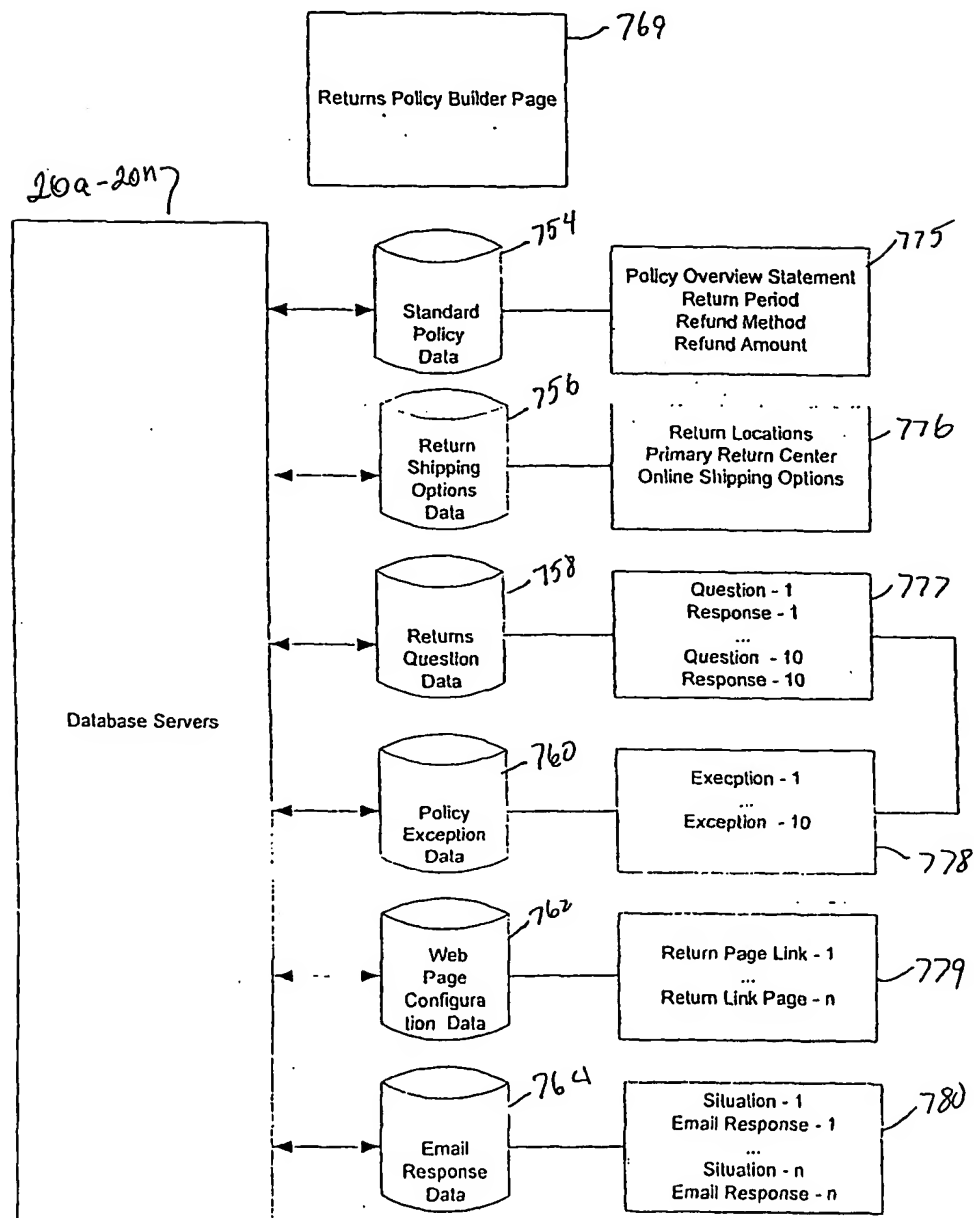 769
Returns Policy Builder Page
20a-20n
Database Servers
754
Standard
Policy
Data
775
Policy Overview Statement
Return Period
Refund Method
Refund Amount
756
Return
Shipping
Options
Data
776
Return Locations
Primary Return Center
Online Shipping Options
758
Returns
Question
Data
777
Question - 1
Response - 1
...
Question - 10
Response - 10
760
Policy
Exception
Data
Execption - 1
...
Exception - 10
778
762
Web
Page
Configura
tion Data
Return Page Link - 1
...
Return Link Page - n
779
764
Email
Response
Data
Situation - 1
Email Response - 1
...
Situation - n
Email Response - n
780